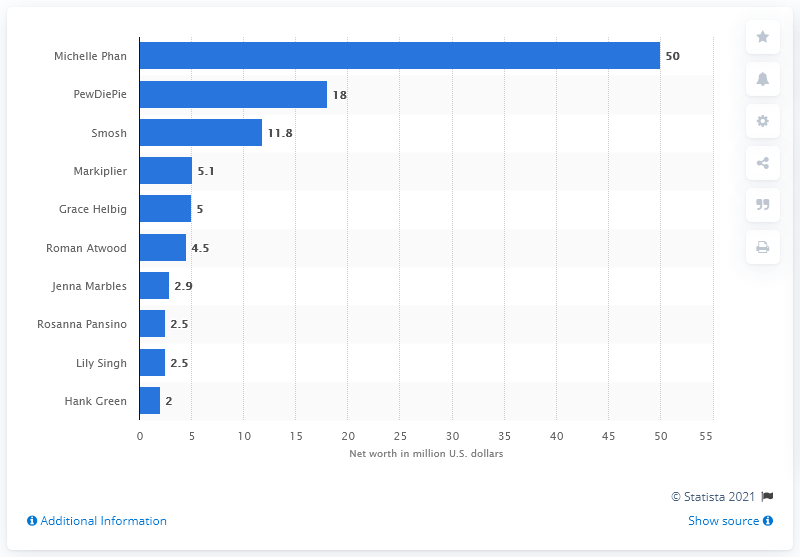 Michelle Phan 50
PewDiePie 18
Smosh 11.8
Markiplier 5.1
Grace Helbig 5
Roman Atwood 4.5
Jenna Marbles 2.9
Rosanna Pansino 2.5
Lily Singh 2.5
Hank Green 2
0 5 10 15 20 25 30 35 40 45 50 55
Net worth in million U.S. dollars
© Statista 2021
Additional Information Show source